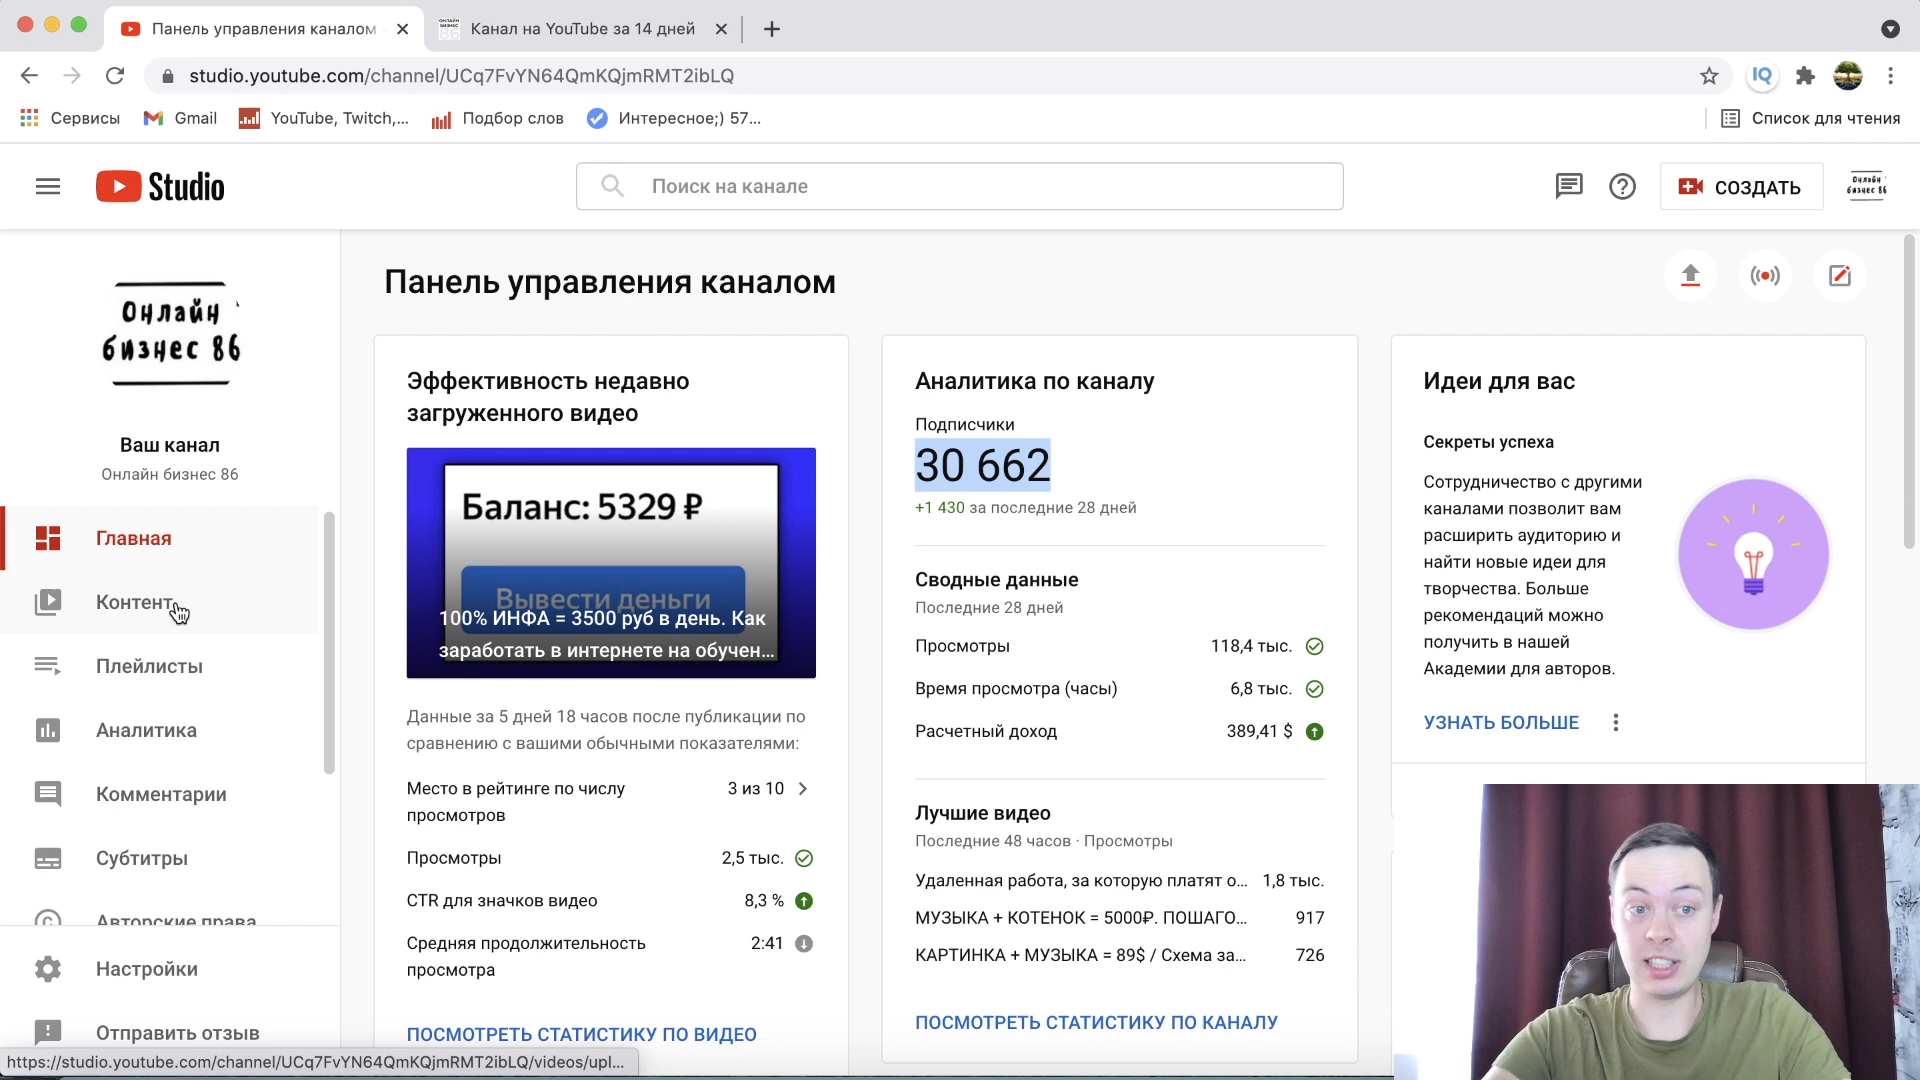 Панель управления каналом -
Канал на YouTube за 14 дней
studio.youtube.com/channel/UCq7FvYN64QmKQjmRMT2ibLQ
IQ
Сервисы
Gmail
YouTube, Twitch,...
Подбор слов
Интересное;) 57...
Список для чтения
Studio
Поиск на канале
СОЗДАТЬ
Онлайн
бизнес 86
Онлайн
бизнес 86
Ваш канал
Онлайн бизнес 86
Главная
Контент
Плейлисты
Аналитика
Комментарии
Субтитры
Авторские права
Настройки
Отправить отзыв
https://studio.youtube.com/channel/UCq7FvYN64QmKQjmRMT2ibLQ/videos/upl...
Панель управления каналом
Эффективность недавно
загруженного видео
Баланс: 5329 ₽
Вывести деньги
100% ИНФА = 3500 руб в день. Как
заработать в интернете на обучен...
Данные за 5 дней 18 часов после публикации по
сравнению с вашими обычными показателями:
Место в рейтинге по числу
просмотров
3 из 10
Просмотры
2,5 тыс.
CTR для значков видео
8,3 %
Средняя продолжительность
просмотра
2:41
ПОСМОТРЕТЬ СТАТИСТИКУ ПО ВИДЕО
Аналитика по каналу
Подписчики
30 662
+1 430 за последние 28 дней
Сводные данные
Последние 28 дней
Просмотры
118,4 тыс.
Время просмотра (часы)
6,8 тыс.
Расчетный доход
389,41 $
Лучшие видео
Последние 48 часов · Просмотры
Удаленная работа, за которую платят о...
1,8 тыс.
МУЗЫКА + КОТЕНОК = 5000₽. ПОШАГО...
917
КАРТИНКА + МУЗЫКА = 89$ / Схема за...
726
ПОСМОТРЕТЬ СТАТИСТИКУ ПО КАНАЛУ
Идеи для вас
Секреты успеха
Сотрудничество с другими
каналами позволит вам
расширить аудиторию и
найти новые идеи для
творчества. Больше
рекомендаций можно
получить в нашей
Академии для авторов.
УЗНАТЬ БОЛЬШЕ